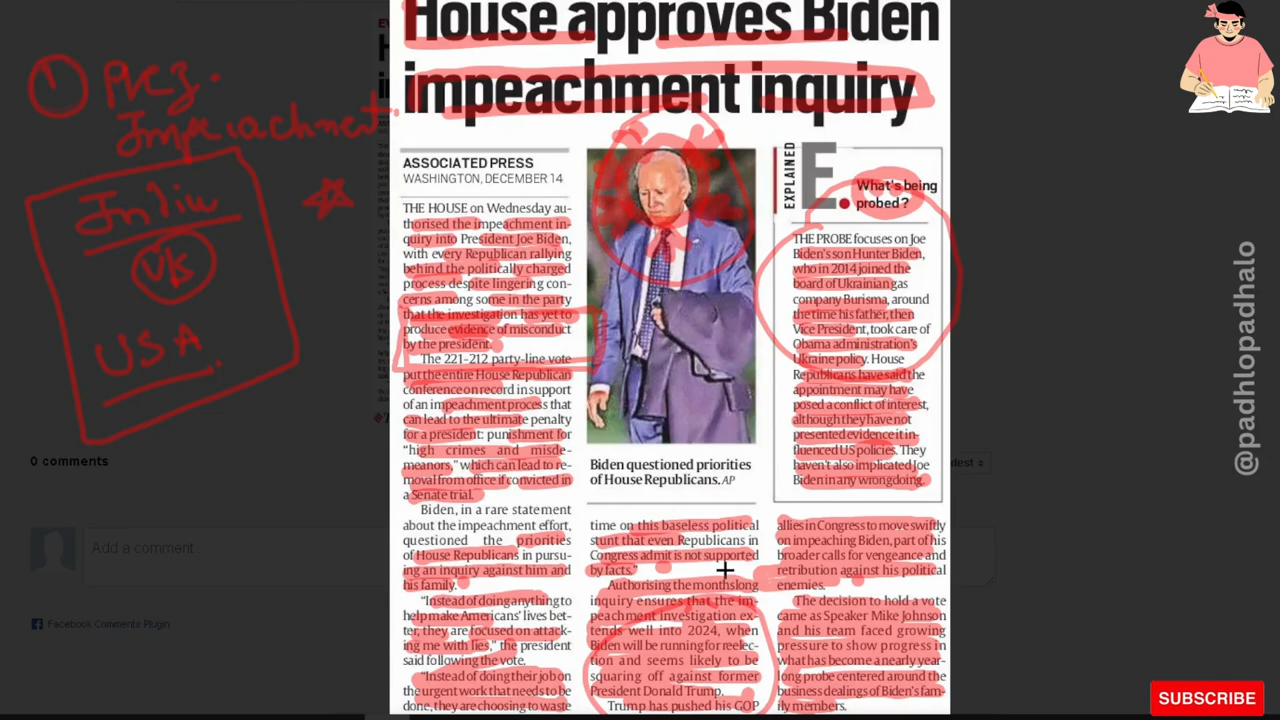 House approves Biden
impeachment inquiry
① Prez.
Impeachment.
UK
USA
ASSOCIATED PRESS
WASHINGTON, DECEMBER 14
THE HOUSE on Wednesday au-
thorised the impeachment in-
quiry into President Joe Biden,
with every Republican rallying
behind the politically charged
process despite lingering con-
cerns among some in the party
that the investigation has yet to
produce evidence of misconduct
by the president.
The 221-212 party-line vote
put the entire House Republican
conference on record in support
of an impeachment process that
can lead to the ultimate penalty
for a president: punishment for
"high crimes and misde-
meanors," which can lead to re-
moval from office if convicted in
a Senate trial.
Biden, in a rare statement
about the impeachment effort,
questioned the priorities
of House Republicans in pursu-
ing an inquiry against him and
his family.
"Instead of doing anything to
help make Americans' lives bet-
ter, they are focused on attack-
ing me with lies," the president
said following the vote.
"Instead of doing their job on
the urgent work that needs to be
done, they are choosing to waste
Biden questioned priorities
of House Republicans. AP
time on this baseless political
stunt that even Republicans in
Congress admit is not supported
by facts."
Authorising the monthslong
inquiry ensures that the im-
peachment investigation ex-
tends well into 2024, when
Biden will be running for reelec-
tion and seems likely to be
squaring off against former
President Donald Trump.
Trump has pushed his GOP
EXPLAINED
E.
What's being
probed?
THE PROBE focuses on Joe
Biden's son Hunter Biden,
who in 2014 joined the
board of Ukrainian gas
company Burisma, around
the time his father, then
Vice President, took care of
Obama administration's
Ukraine policy. House
Republicans have said the
appointment may have
posed a conflict of interest,
although they have not
presented evidence it in-
fluenced US policies. They
haven't also implicated Joe
Biden in any wrongdoing.
allies in Congress to move swiftly
on impeaching Biden, part of his
broader calls for vengeance and
retribution against his political
enemies.
The decision to hold a vote
came as Speaker Mike Johnson
and his team faced growing
pressure to show progress in
what has become a nearly year-
long probe centered around the
business dealings of Biden's fam-
ily members.
0 comments
Add a comment
Facebook Comments Plugin
@padhlopadhalo
SUBSCRIBE